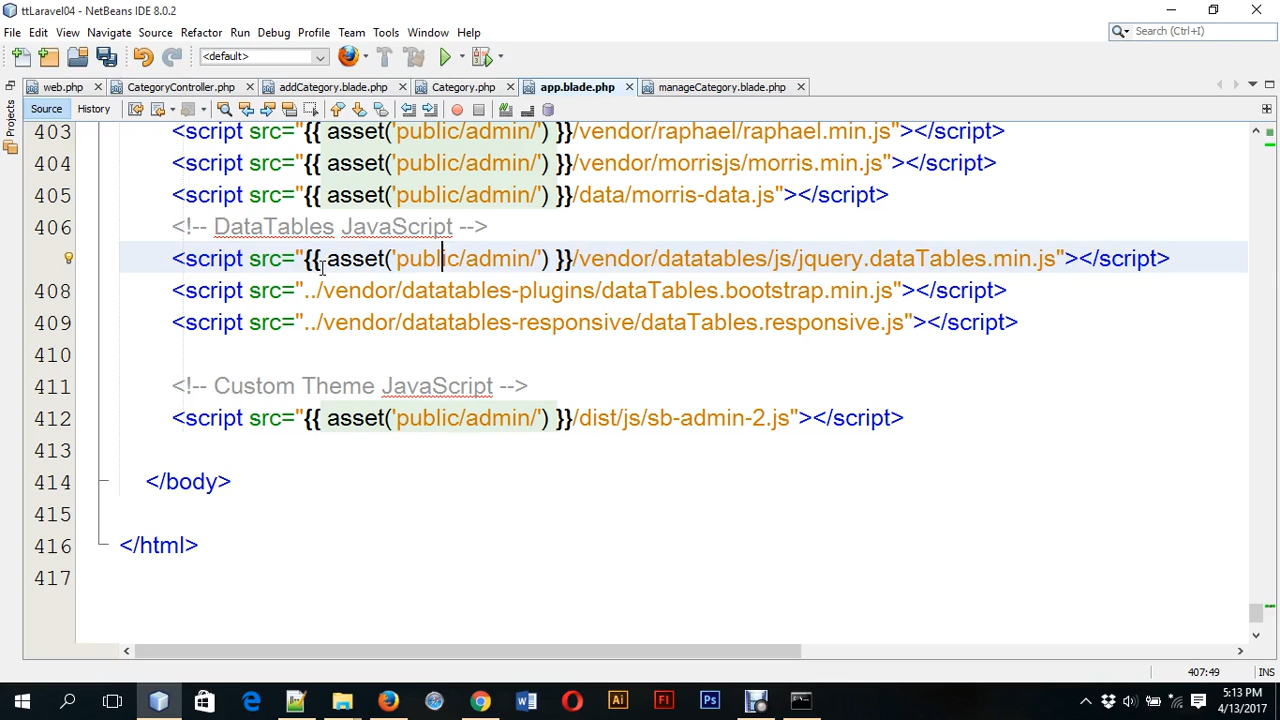 ttLaravel04 - NetBeans IDE 8.0.2
File Edit View Navigate Source Refactor Run Debug Profile Team Tools Window Help
Search (Ctrl+I)
<default>
web.php CategoryController.php addCategory.blade.php Category.php app.blade.php manageCategory.blade.php
Source History
Projects
403 <script src="{{ asset('public/admin/') }}/vendor/raphael/raphael.min.js"></script>
404 <script src="{{ asset('public/admin/') }}/vendor/morrisjs/morris.min.js"></script>
405 <script src="{{ asset('public/admin/') }}/data/morris-data.js"></script>
406 <!-- DataTables JavaScript -->
<script src="{{ asset('public/admin/') }}/vendor/datatables/js/jquery.dataTables.min.js"></script>
408 <script src="../vendor/datatables-plugins/dataTables.bootstrap.min.js"></script>
409 <script src="../vendor/datatables-responsive/dataTables.responsive.js"></script>
410
411 <!-- Custom Theme JavaScript -->
412 <script src="{{ asset('public/admin/') }}/dist/js/sb-admin-2.js"></script>
413
414 </body>
415
416 </html>
417
407:49 INS
5:13 PM
4/13/2017